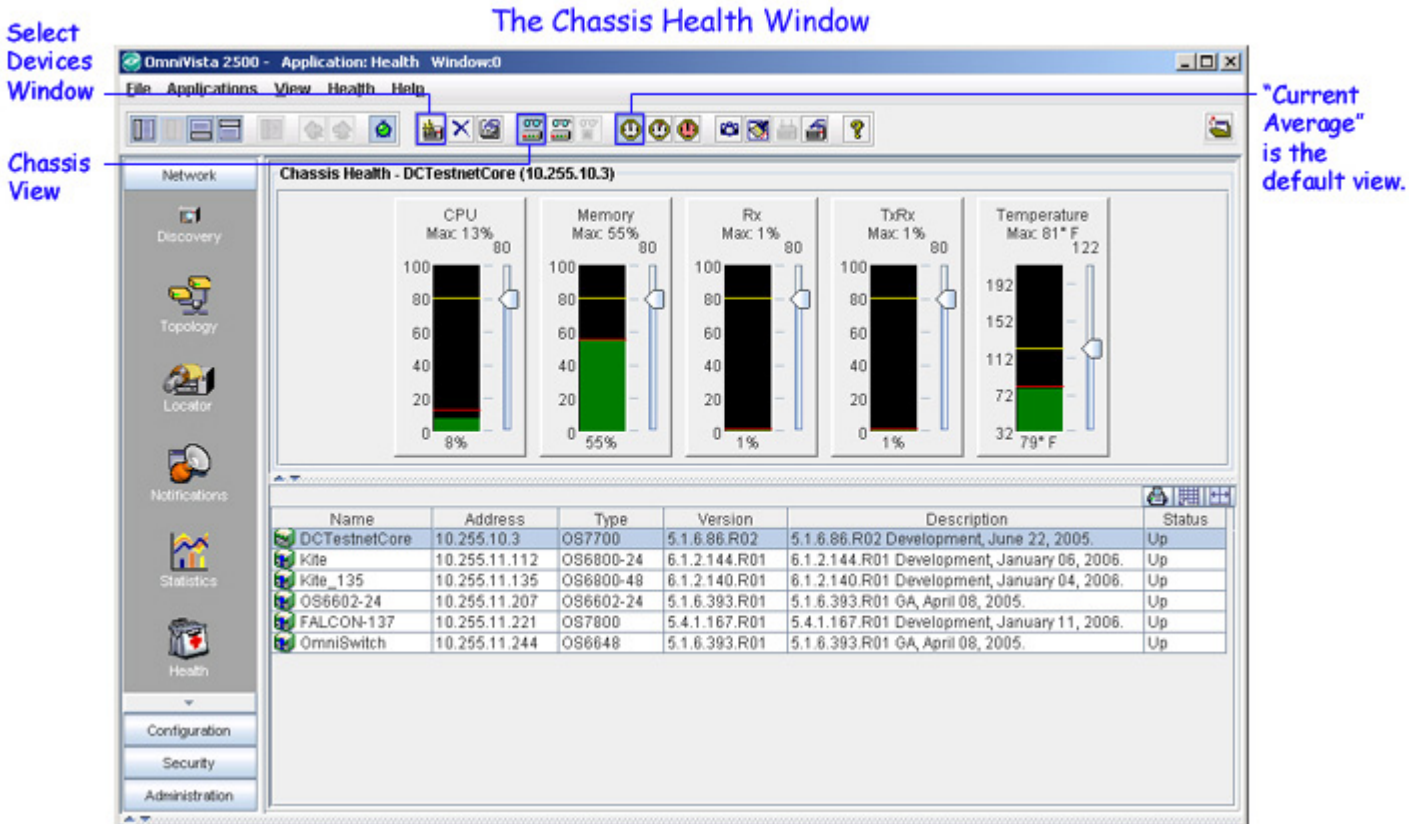 The Chassis Health Window
Select
Devices
Window
OmniVista 2500 - Application: Health Window:0
File Applications View Health Help
"Current
Average"
is the
default view.
Chassis
View
Network
Discovery
Topology
Locator
Notifications
Statistics
Health
Configuration
Security
Administration
Chassis Health - DCTestnetCore (10.255.10.3)
CPU
Max: 13%
80
100
80
60
40
20
0
8%
Memory
Max: 55%
80
100
80
60
40
20
0
55%
Rx
Max: 1%
80
100
80
60
40
20
0
1%
TxRx
Max: 1%
80
100
80
60
40
20
0
1%
Temperature
Max: 81° F
122
192
152
112
72
32
79° F
Name Address Type Version Description Status
DCTestnetCore 10.255.10.3 OS7700 5.1.6.86.R02 5.1.6.86.R02 Development, June 22, 2005. Up
Kite 10.255.11.112 OS6800-24 6.1.2.144.R01 6.1.2.144.R01 Development, January 06, 2006. Up
Kite_135 10.255.11.135 OS6800-48 6.1.2.140.R01 6.1.2.140.R01 Development, January 04, 2006. Up
OS6602-24 10.255.11.207 OS6602-24 5.1.6.393.R01 5.1.6.393.R01 GA, April 08, 2005. Up
FALCON-137 10.255.11.221 OS7800 5.4.1.167.R01 5.4.1.167.R01 Development, January 11, 2006. Up
OmniSwitch 10.255.11.244 OS6648 5.1.6.393.R01 5.1.6.393.R01 GA, April 08, 2005. Up